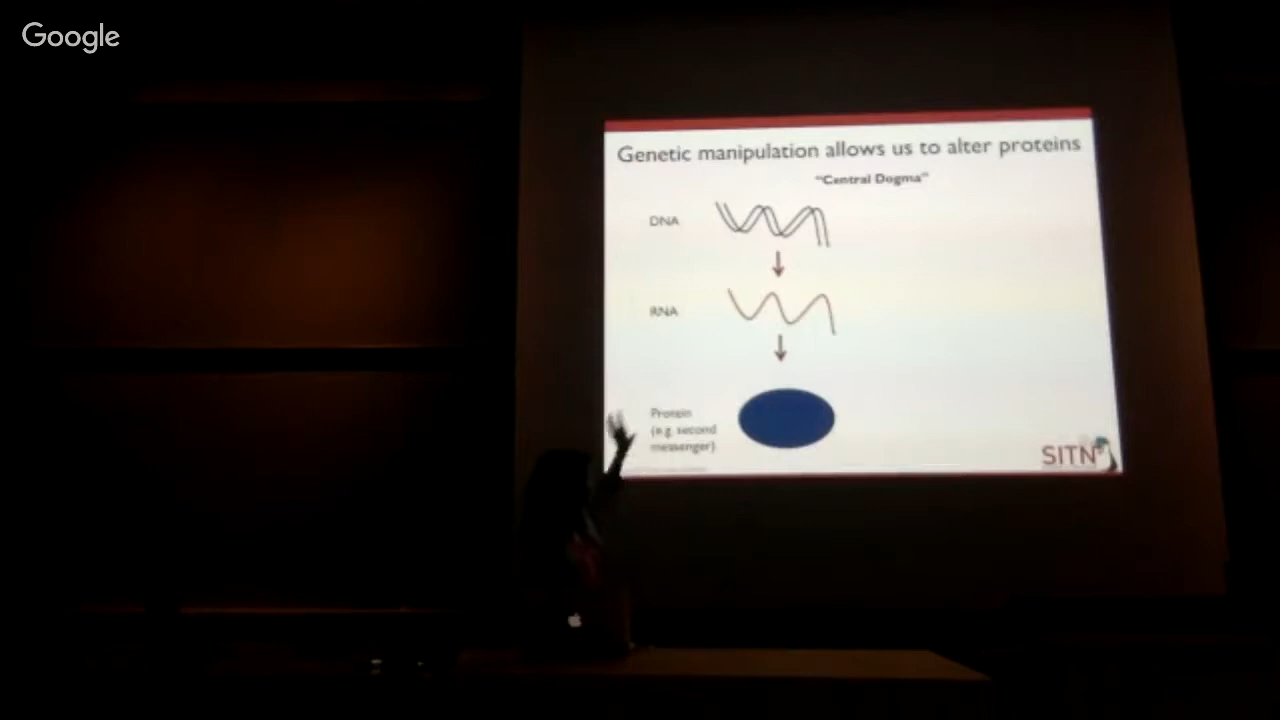 Google
Genetic manipulation allows us to alter proteins
"Central Dogma"
DNA
RNA
Protein
(e.g. second
messenger)
SITN